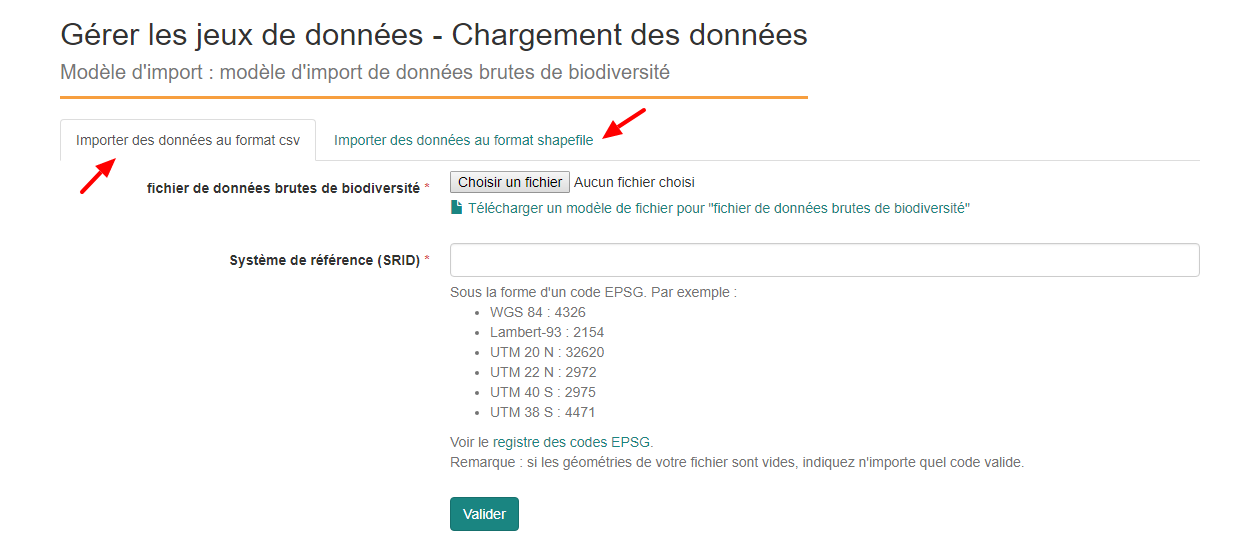 Gérer les jeux de données - Chargement des données
Modèle d'import : modèle d'import de données brutes de biodiversité
Importer des données au format csv
Importer des données au format shapefile
fichier de données brutes de biodiversité *
Choisir un fichier Aucun fichier choisi
Télécharger un modèle de fichier pour "fichier de données brutes de biodiversité"
Système de référence (SRID) *
Sous la forme d'un code EPSG. Par exemple :
• WGS 84 : 4326
• Lambert-93 : 2154
• UTM 20 N : 32620
• UTM 22 N : 2972
• UTM 40 S : 2975
• UTM 38 S : 4471
Voir le registre des codes EPSG.
Remarque : si les géométries de votre fichier sont vides, indiquez n'importe quel code valide.
Valider